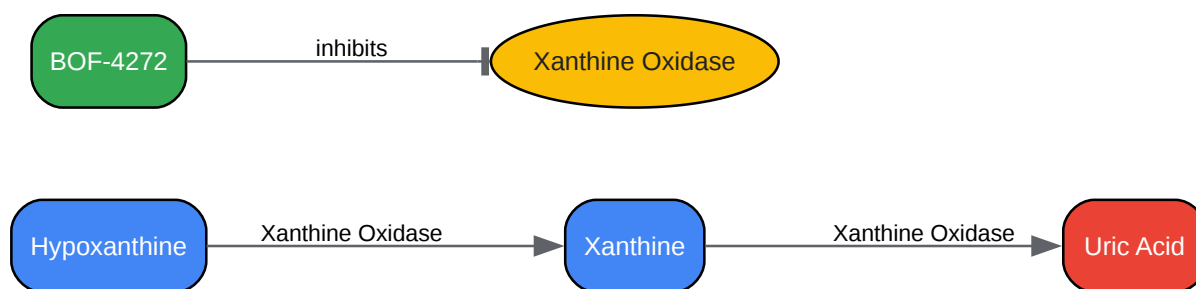 BOF-4272
inhibits
Xanthine Oxidase
Hypoxanthine
Xanthine Oxidase
Xanthine
Xanthine Oxidase
Uric Acid